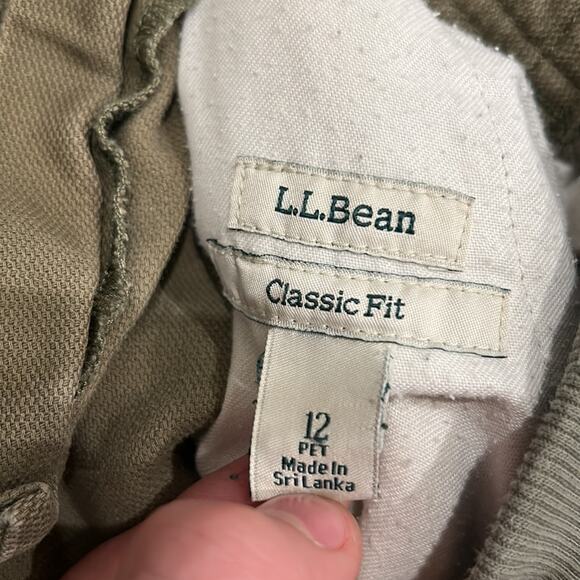 L.L.Bean
Classic Fit
12
PET
Made In
Sri Lanka